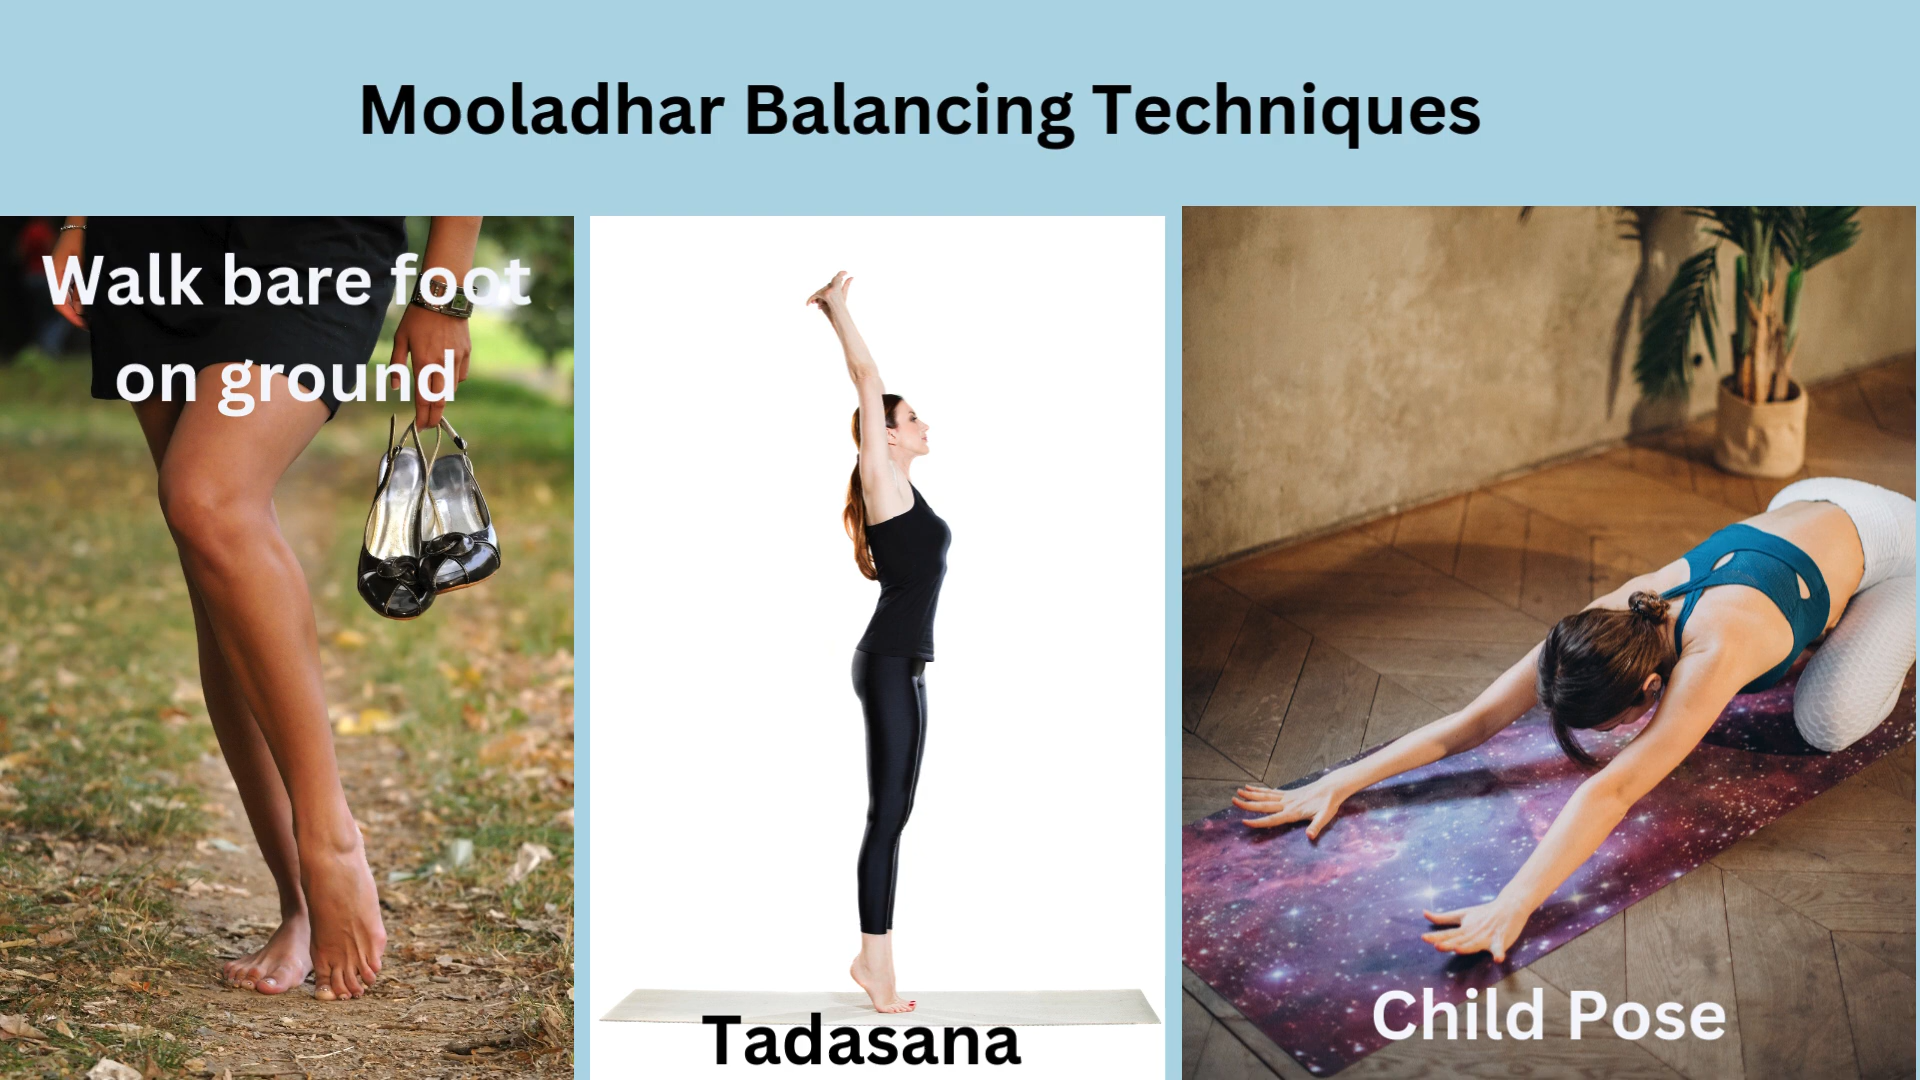 Mooladhar Balancing Techniques
Walk bare foot
on ground
Tadasana
Child Pose